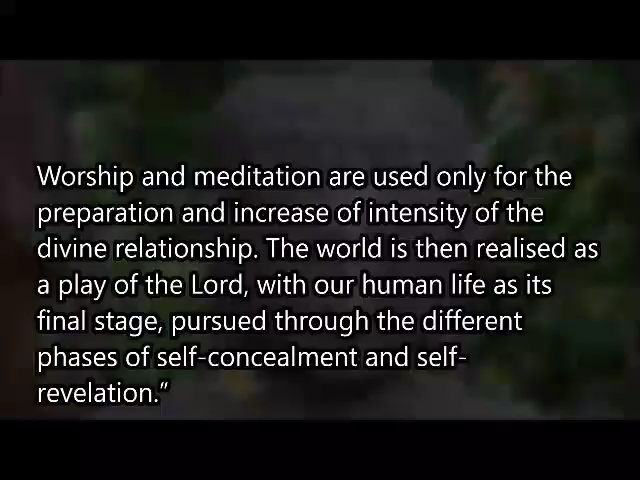 Worship and meditation are used only for the
preparation and increase of intensity of the
divine relationship. The world is then realised as
a play of the Lord, with our human life as its
final stage, pursued through the different
phases of self-concealment and self-
revelation.”